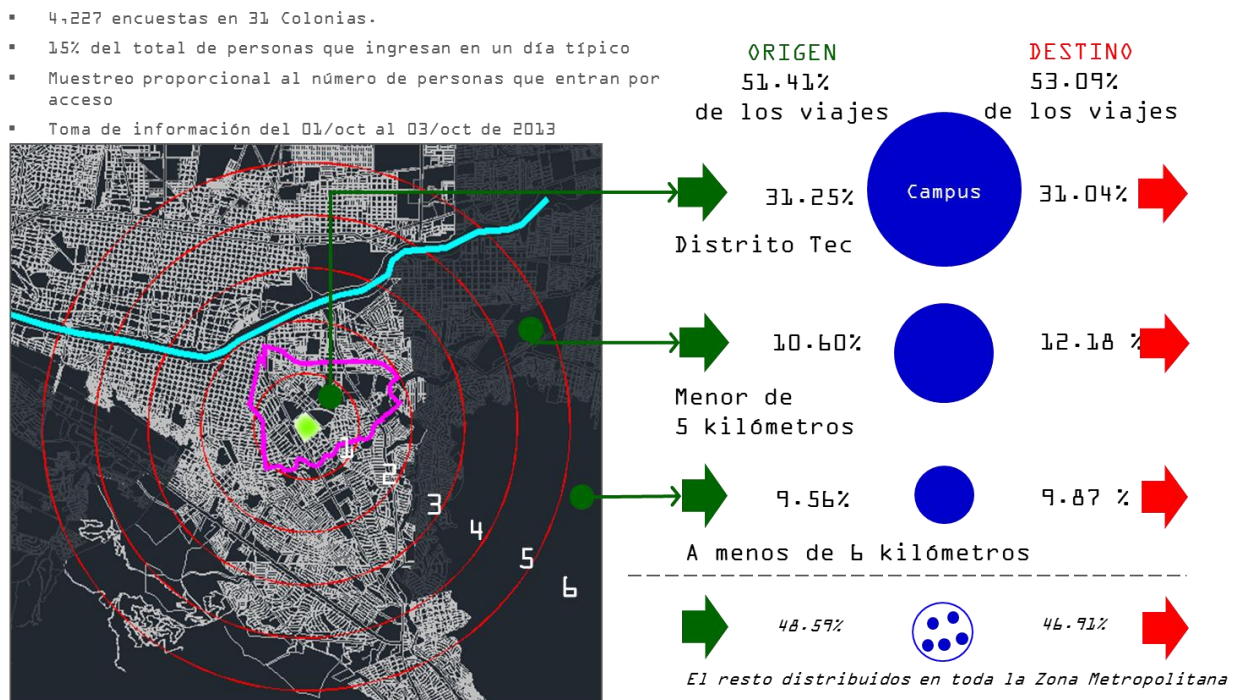 ▪ 4,227 encuestas en 31 Colonias.
▪ 15% del total de personas que ingresan en un día típico
▪ Muestreo proporcional al número de personas que entran por
acceso
▪ Toma de información del 01/oct al 03/oct de 2013
ORIGEN
51.41%
de los viajes
DESTINO
53.09%
de los viajes
31.25%
Campus
31.04%
Distrito Tec
10.60%
12.18 %
Menor de
5 kilómetros
9.56%
9.87 %
A menos de 6 kilómetros
48.59%
46.91%
El resto distribuidos en toda la Zona Metropolitana
1
2
3
4
5
6